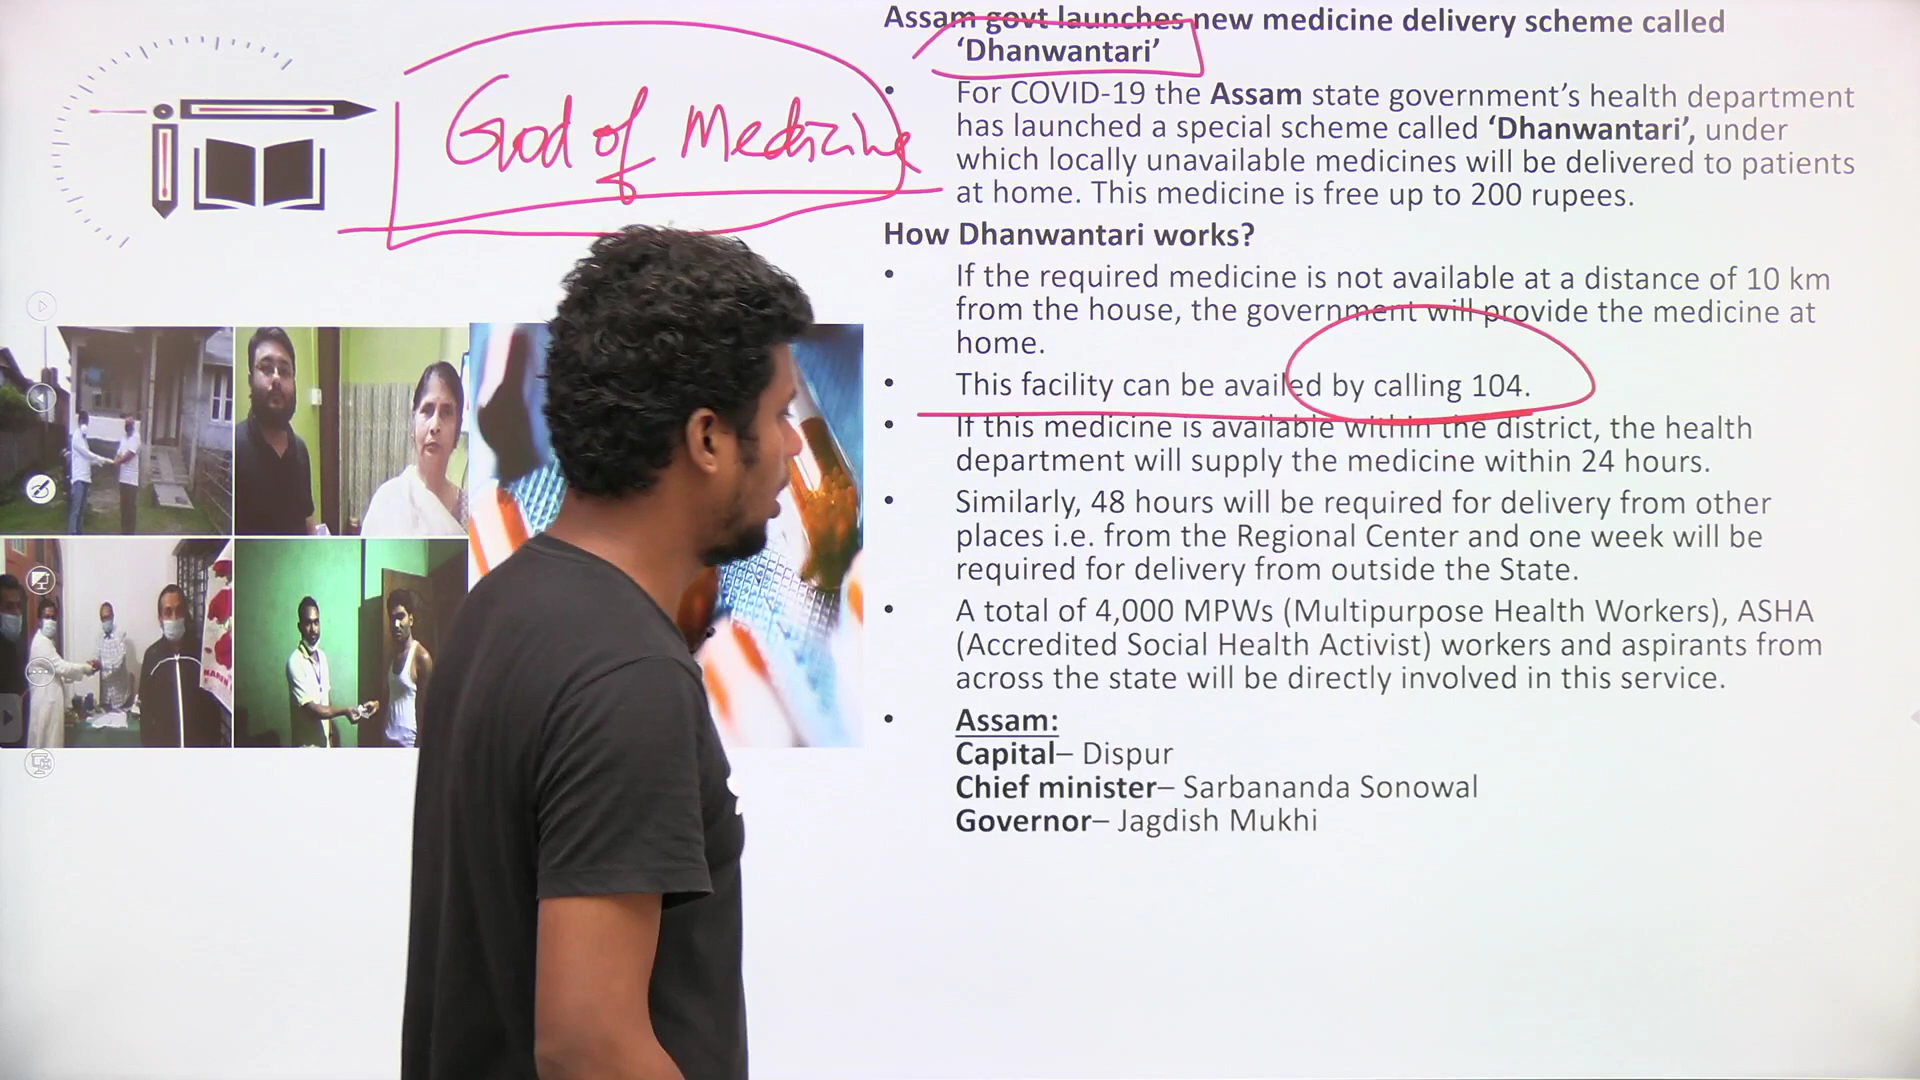 God of Medicine
Assam govt launches new medicine delivery scheme called
‘Dhanwantari’
• For COVID-19 the Assam state government’s health department
has launched a special scheme called ‘Dhanwantari’, under
which locally unavailable medicines will be delivered to patients
at home. This medicine is free up to 200 rupees.
How Dhanwantari works?
• If the required medicine is not available at a distance of 10 km
from the house, the government will provide the medicine at
home.
• This facility can be availed by calling 104.
• If this medicine is available within the district, the health
department will supply the medicine within 24 hours.
• Similarly, 48 hours will be required for delivery from other
places i.e. from the Regional Center and one week will be
required for delivery from outside the State.
• A total of 4,000 MPWs (Multipurpose Health Workers), ASHA
(Accredited Social Health Activist) workers and aspirants from
across the state will be directly involved in this service.
• Assam:
Capital– Dispur
Chief minister– Sarbananda Sonowal
Governor– Jagdish Mukhi